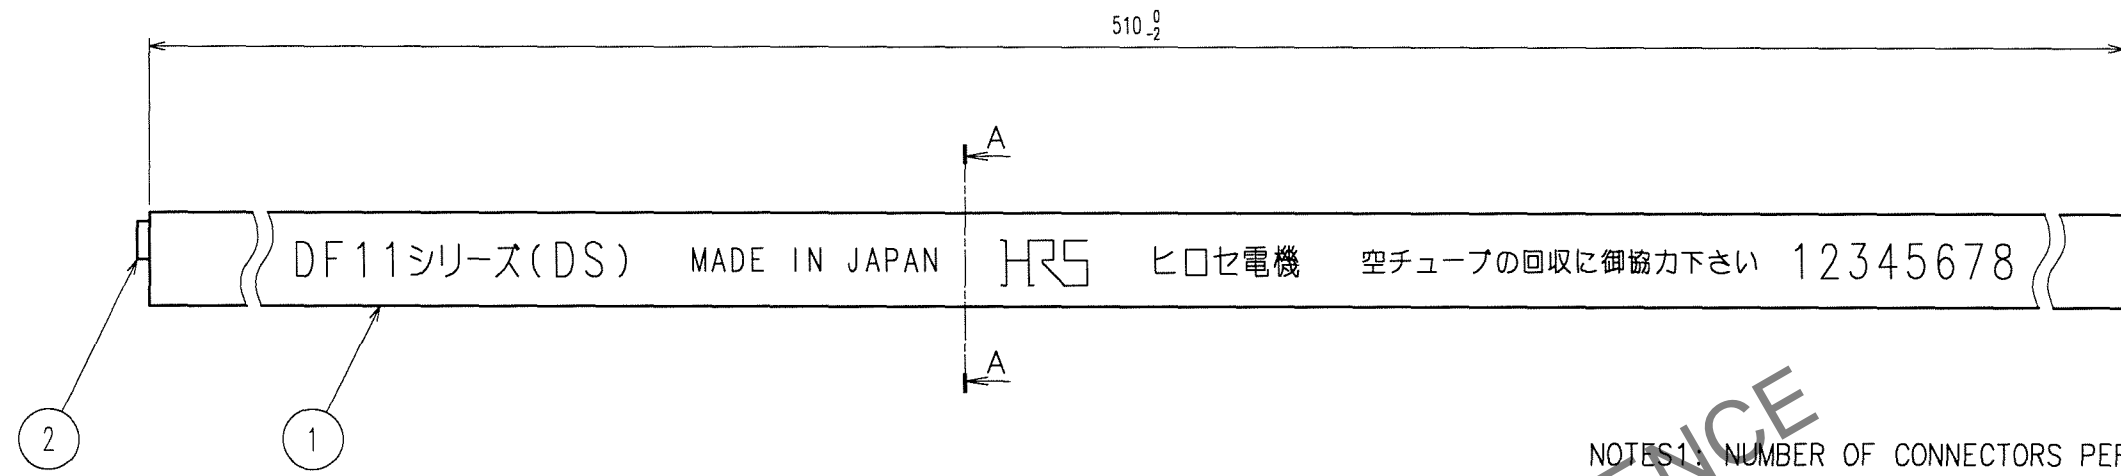 510 0 -2
A
DF11シリーズ(DS) MADE IN JAPAN HRS ヒロセ電機 空チューブの回収に御協力下さい 12345678
A
2 1
NOTES1: NUMBER OF CONNECTORS